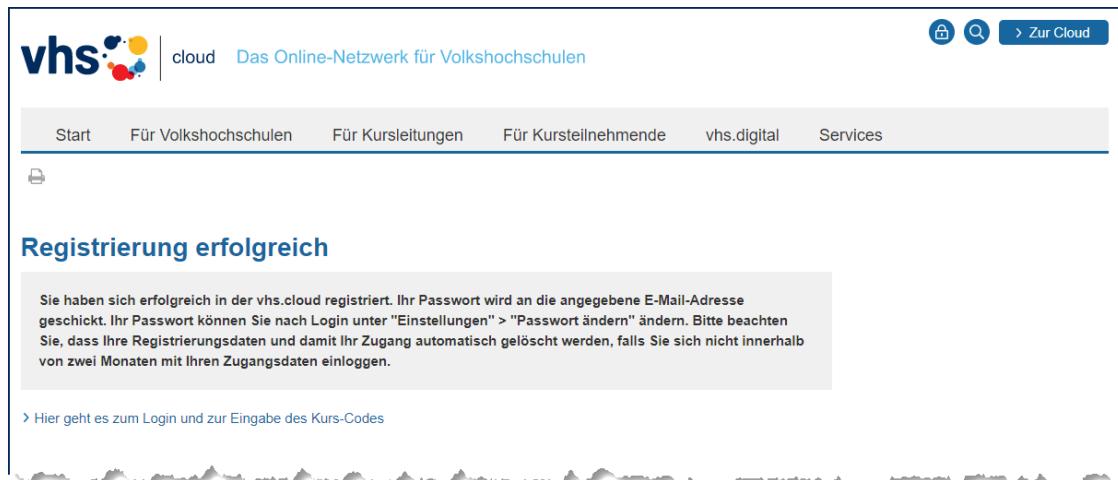 vhs cloud Das Online-Netzwerk für Volkshochschulen
> Zur Cloud
Start Für Volkshochschulen Für Kursleitungen Für Kursteilnehmende vhs.digital Services
Registrierung erfolgreich
Sie haben sich erfolgreich in der vhs.cloud registriert. Ihr Passwort wird an die angegebene E-Mail-Adresse
geschickt. Ihr Passwort können Sie nach Login unter "Einstellungen" > "Passwort ändern" ändern. Bitte beachten
Sie, dass Ihre Registrierungsdaten und damit Ihr Zugang automatisch gelöscht werden, falls Sie sich nicht innerhalb
von zwei Monaten mit Ihren Zugangsdaten einloggen.
> Hier geht es zum Login und zur Eingabe des Kurs-Codes